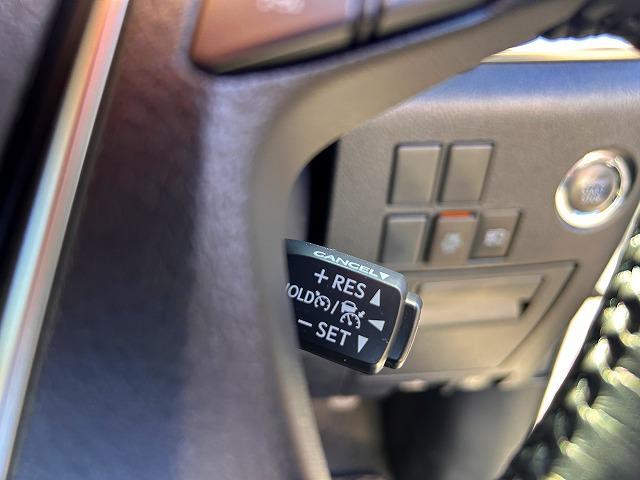 CANCEL▼
+ RES ▲
HOLD / ◀
− SET ▼